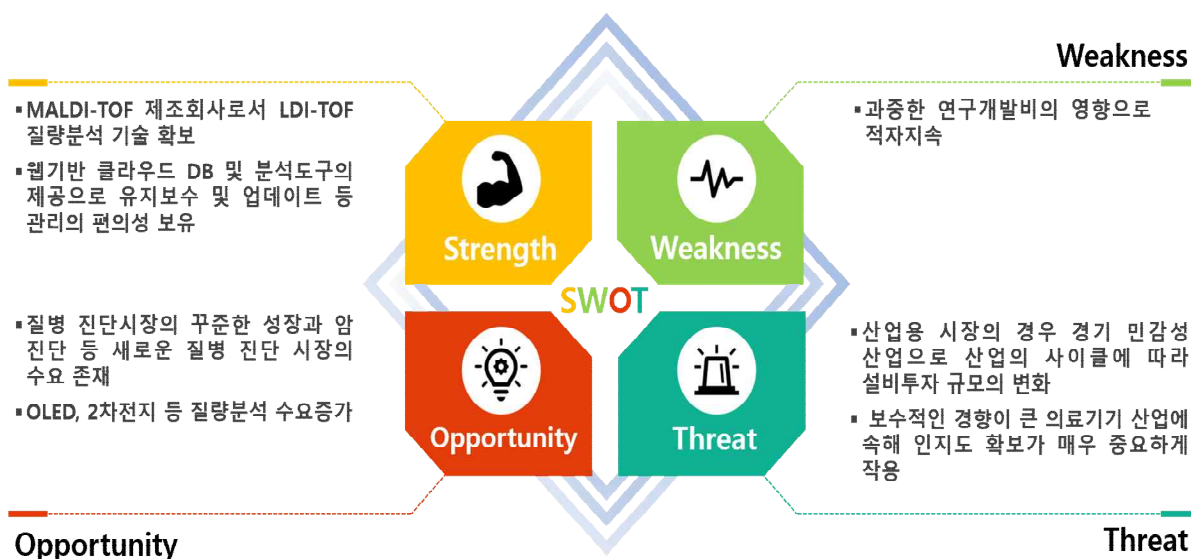 Weakness
▪MALDI-TOF 제조회사로서 LDI-TOF
질량분석 기술 확보
▪웹기반 클라우드 DB 및 분석도구의
제공으로 유지보수 및 업데이트 등
관리의 편의성 보유
▪과중한 연구개발비의 영향으로
적자지속
Strength
Weakness
SWOT
▪질병 진단시장의 꾸준한 성장과 암
진단 등 새로운 질병 진단 시장의
수요 존재
▪OLED, 2차전지 등 질량분석 수요증가
Opportunity
Threat
▪산업용 시장의 경우 경기 민감성
산업으로 산업의 사이클에 따라
설비투자 규모의 변화
▪ 보수적인 경향이 큰 의료기기 산업에
속해 인지도 확보가 매우 중요하게
작용
Opportunity
Threat